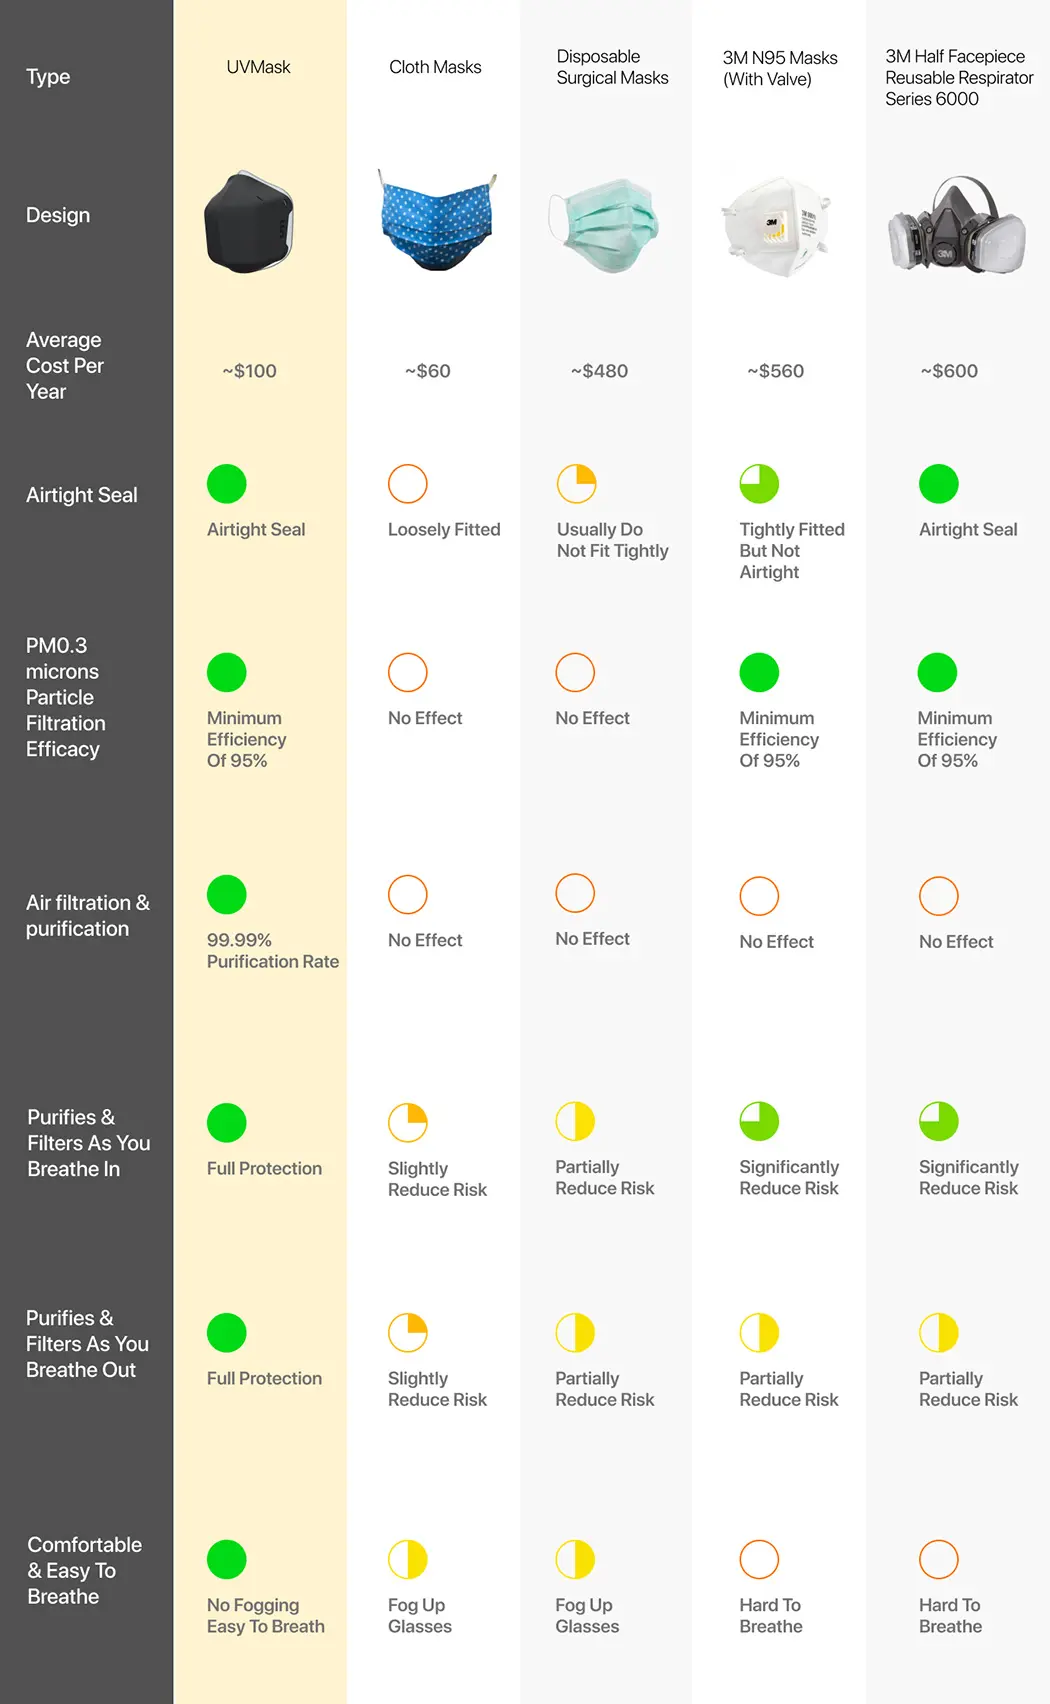 Type
UVMask
Cloth Masks
Disposable
Surgical Masks
3M N95 Masks
(With Valve)
3M Half Facepiece
Reusable Respirator
Series 6000
Design
3M
3M
Average
Cost Per
Year
~$100
~$60
~$480
~$560
~$600
Airtight Seal
Airtight Seal
Loosely Fitted
Usually Do
Not Fit Tightly
Tightly Fitted
But Not
Airtight
Airtight Seal
PM0.3
microns
Particle
Filtration
Efficacy
Minimum
Efficiency
Of 95%
No Effect
No Effect
Minimum
Efficiency
Of 95%
Minimum
Efficiency
Of 95%
Air filtration &
purification
99.99%
Purification Rate
No Effect
No Effect
No Effect
No Effect
Purifies &
Filters As You
Breathe In
Full Protection
Slightly
Reduce Risk
Partially
Reduce Risk
Significantly
Reduce Risk
Significantly
Reduce Risk
Purifies &
Filters As You
Breathe Out
Full Protection
Slightly
Reduce Risk
Partially
Reduce Risk
Partially
Reduce Risk
Partially
Reduce Risk
Comfortable
& Easy To
Breathe
No Fogging
Easy To Breath
Fog Up
Glasses
Fog Up
Glasses
Hard To
Breathe
Hard To
Breathe